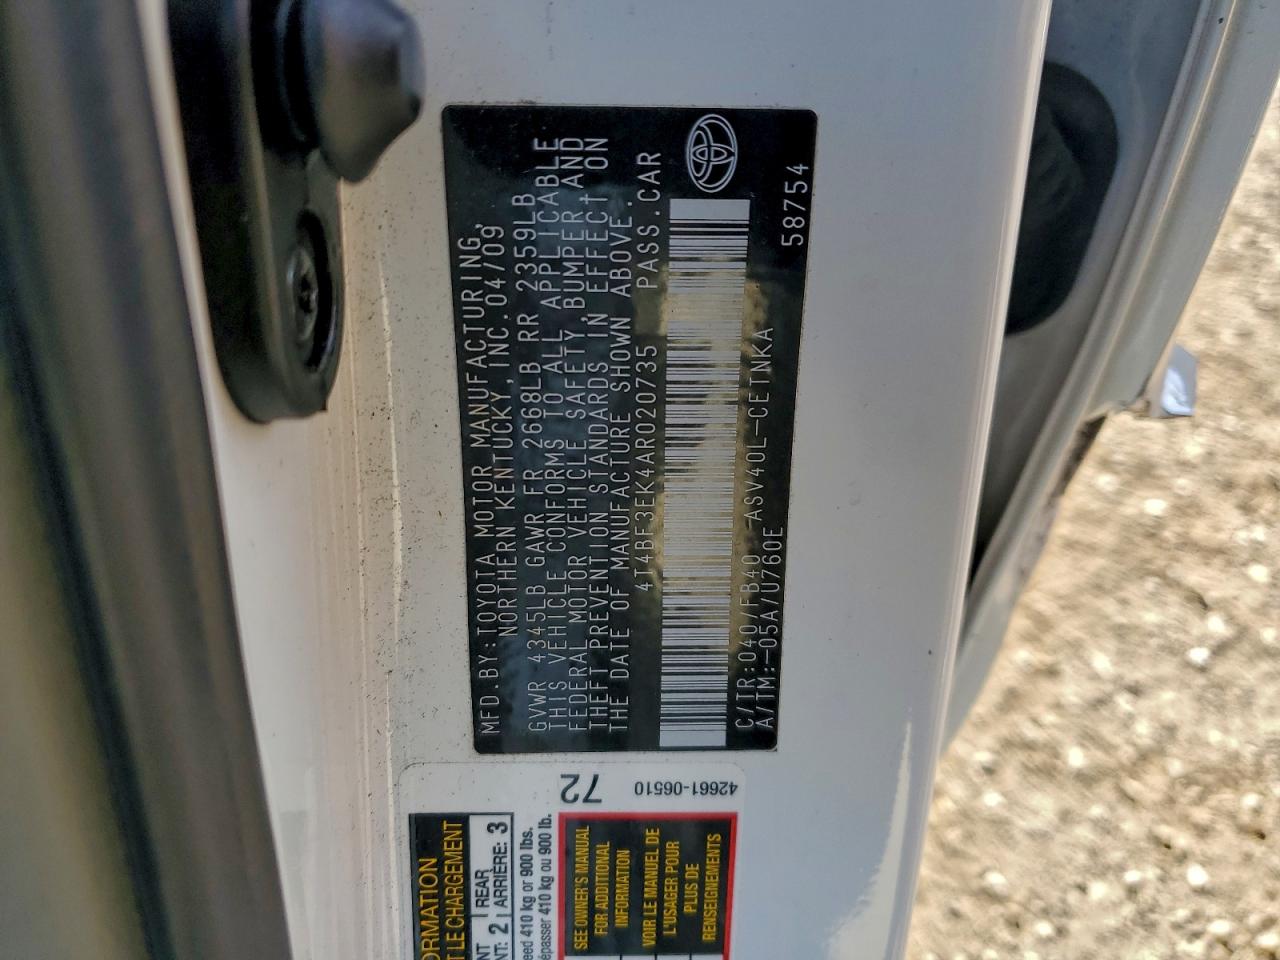 MFD.BY:TOYOTA MOTOR MANUFACTURING,
NORTHERN KENTUCKY,INC.04/09
GVWR 4345LB GAWR FR 2668LB RR 2359LB
THIS VEHICLE CONFORMS TO ALL APPLICABLE
FEDERAL MOTOR VEHICLE SAFETY,BUMPER,AND
THEFT PREVENTION STANDARDS IN EFFECT ON
THE DATE OF MANUFACTURE SHOWN ABOVE.
4T4BE3EK4AR020735 PASS.CAR
C/TR:040/FB40 ASV40L-CETNKA
A/TM:-05A/U760E
58754
72
42661-06510
ORMATION
T LE CHARGEMENT
NT REAR
NT: 2 ARRIÈRE: 3
eed 410 kg or 900 lbs.
épasser 410 kg ou 900 lb.
SEE OWNER'S MANUAL
FOR ADDITIONAL
INFORMATION
VOIR LE MANUEL DE
L'USAGER POUR
PLUS DE
RENSEIGNEMENTS